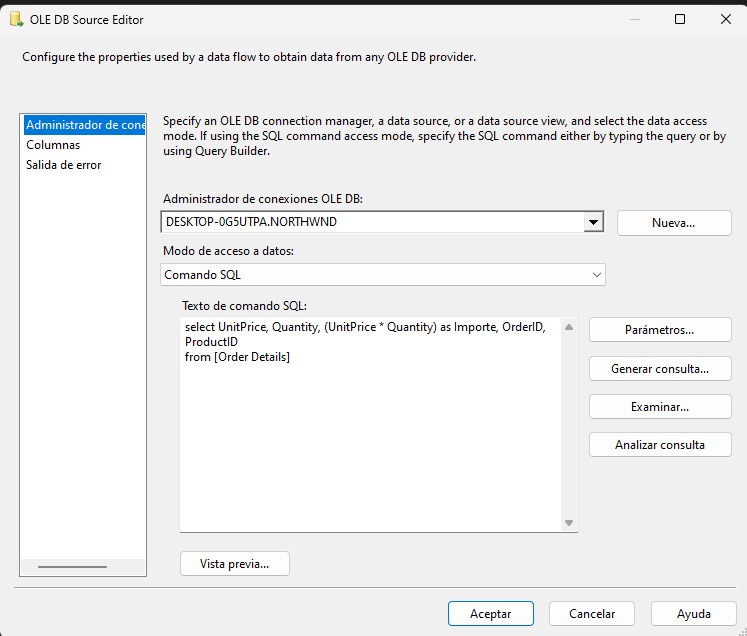 OLE DB Source Editor
Configure the properties used by a data flow to obtain data from any OLE DB provider.
Administrador de cone
Columnas
Salida de error
Specify an OLE DB connection manager, a data source, or a data source view, and select the data access
mode. If using the SQL command access mode, specify the SQL command either by typing the query or by
using Query Builder.
Administrador de conexiones OLE DB:
DESKTOP-0G5UTPA.NORTHWND
Nueva...
Modo de acceso a datos:
Comando SQL
Texto de comando SQL:
select UnitPrice, Quantity, (UnitPrice * Quantity) as Importe, OrderID,
ProductID
from [Order Details]
Parámetros...
Generar consulta...
Examinar...
Analizar consulta
Vista previa...
Aceptar
Cancelar
Ayuda